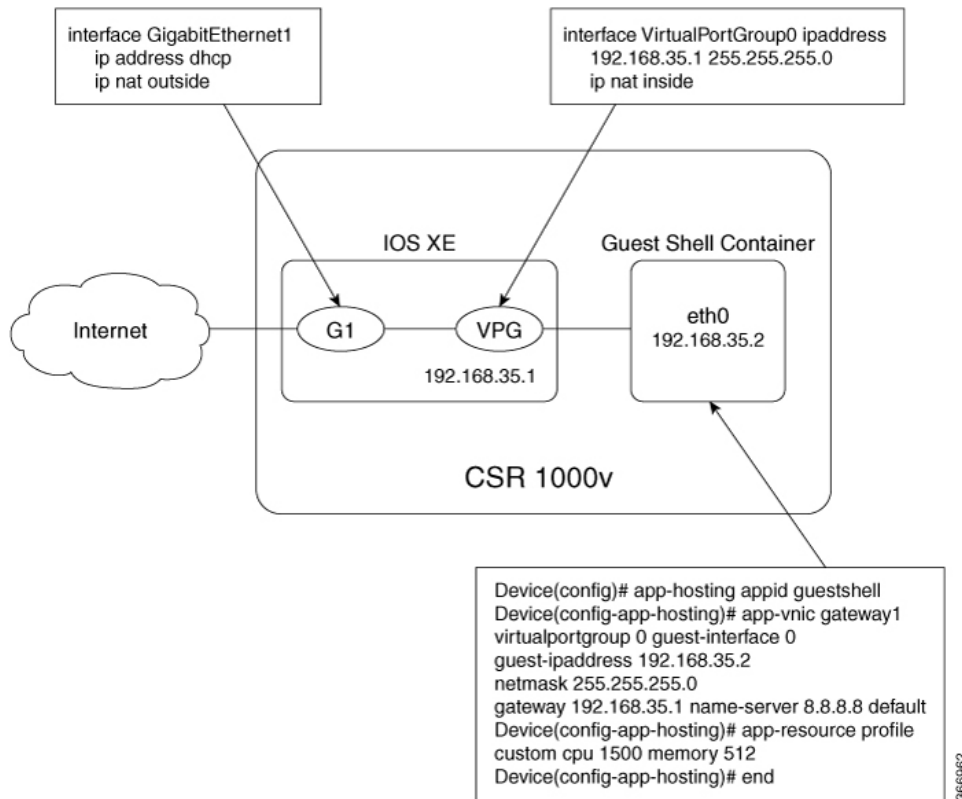 interface GigabitEthernet1
ip address dhcp
ip nat outside
interface VirtualPortGroup0 ipaddress
192.168.35.1 255.255.255.0
ip nat inside
IOS XE
Guest Shell Container
Internet
G1
VPG
eth0
192.168.35.2
192.168.35.1
CSR 1000v
Device(config)# app-hosting appid guestshell
Device(config-app-hosting)# app-vnic gateway1
virtualportgroup 0 guest-interface 0
guest-ipaddress 192.168.35.2
netmask 255.255.255.0
gateway 192.168.35.1 name-server 8.8.8.8 default
Device(config-app-hosting)# app-resource profile
custom cpu 1500 memory 512
Device(config-app-hosting)# end
366962